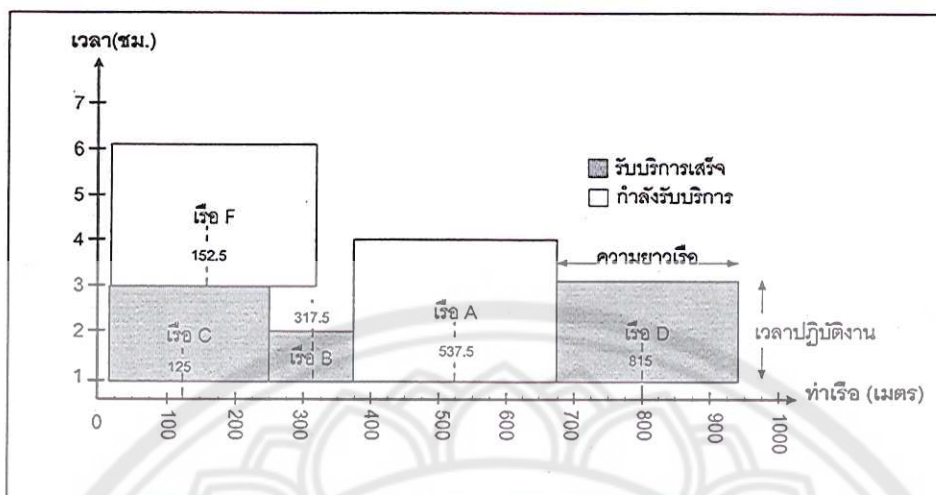 เวลา(ชม.)
7
6
5
4
3
2
1
รับบริการเสร็จ
กำลังรับบริการ
เรือ F
152.5
ความยาวเรือ
317.5
เรือ A
เรือ C
เรือ B
เรือ D
125
537.5
815
เวลาปฏิบัติงาน
ท่าเรือ (เมตร)
0
100
200
300
400
500
600
700
800
900
1000